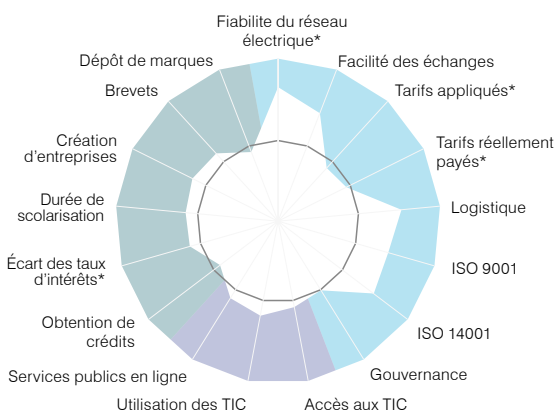 Fiabilite du réseau
électrique*
Facilité des échanges
Tarifs appliqués*
Tarifs réellement
payés*
Logistique
ISO 9001
ISO 14001
Gouvernance
Accès aux TIC
Utilisation des TIC
Services publics en ligne
Obtention de
crédits
Écart des taux
d'intérêts*
Durée de
scolarisation
Création
d'entreprises
Brevets
Dépôt de marques